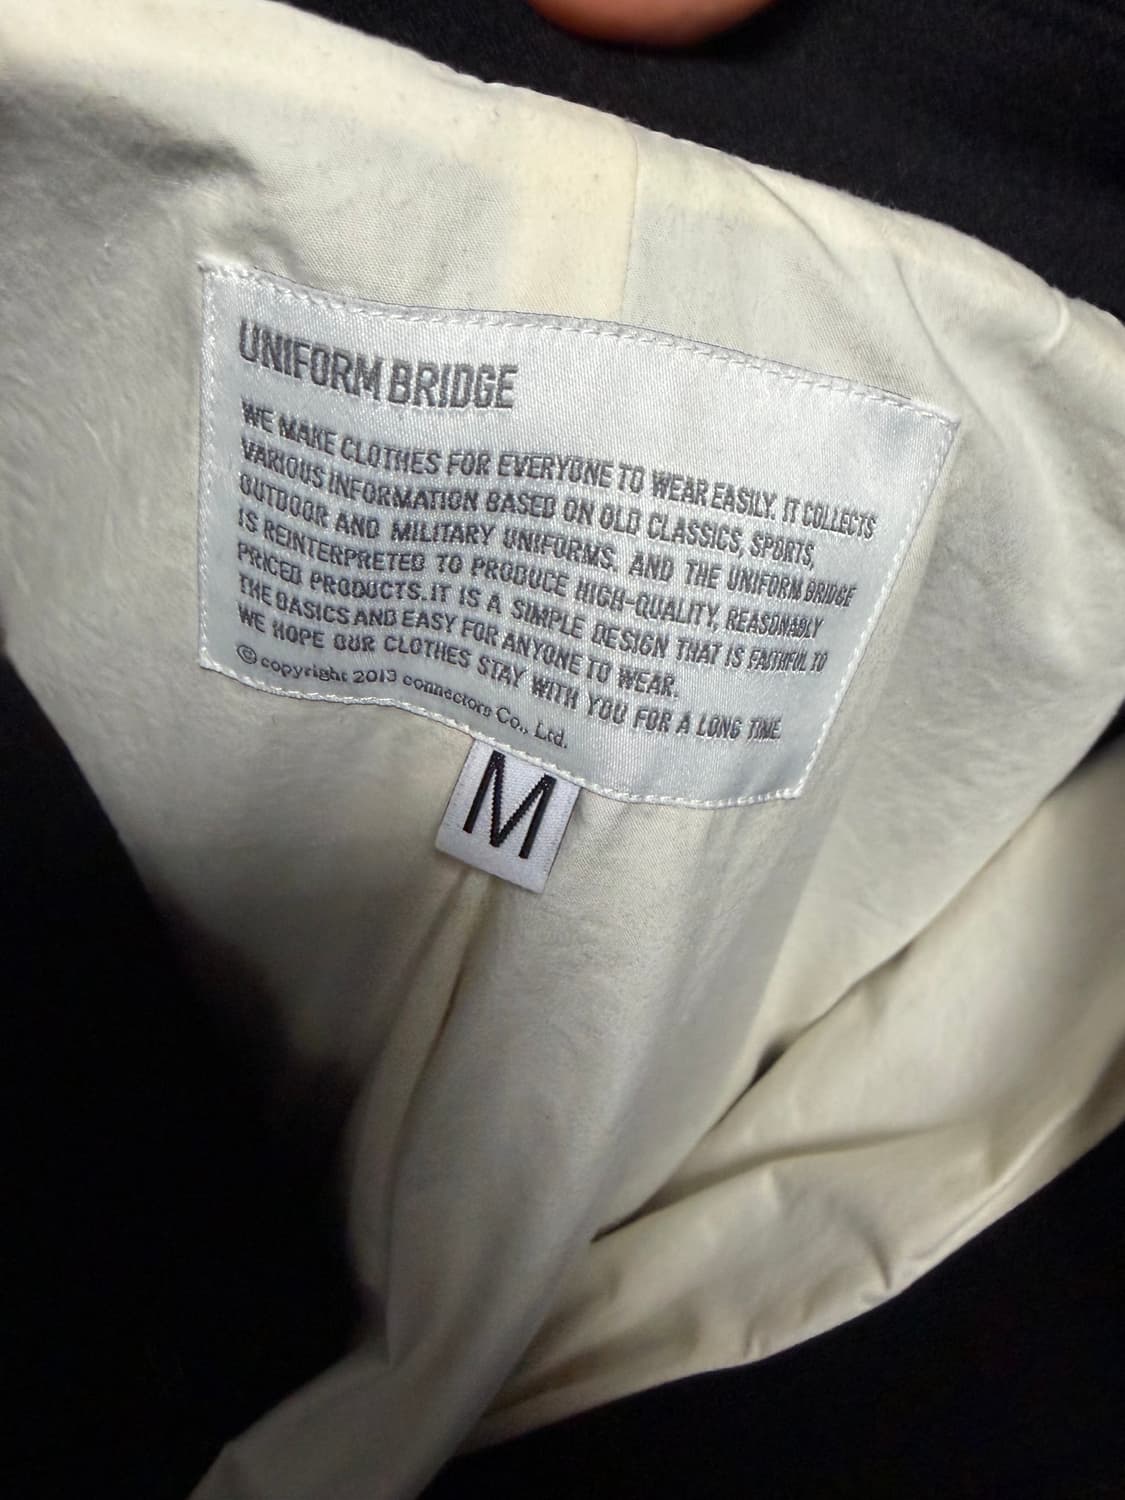 UNIFORM BRIDGE
WE MAKE CLOTHES FOR EVERYONE TO WEAR EASILY. IT COLLECTS
VARIOUS INFORMATION BASED ON OLD CLASSICS, SPORTS,
OUTDOOR AND MILITARY UNIFORMS. AND THE UNIFORM BRIDGE
IS REINTERPRETED TO PRODUCE HIGH-QUALITY, REASONABLY
PRICED PRODUCTS. IT IS A SIMPLE DESIGN THAT IS FAITHFUL TO
THE BASICS AND EASY FOR ANYONE TO WEAR.
WE HOPE OUR CLOTHES STAY WITH YOU FOR A LONG TIME.
© copyright 2013 connectors Co., Ltd.
M